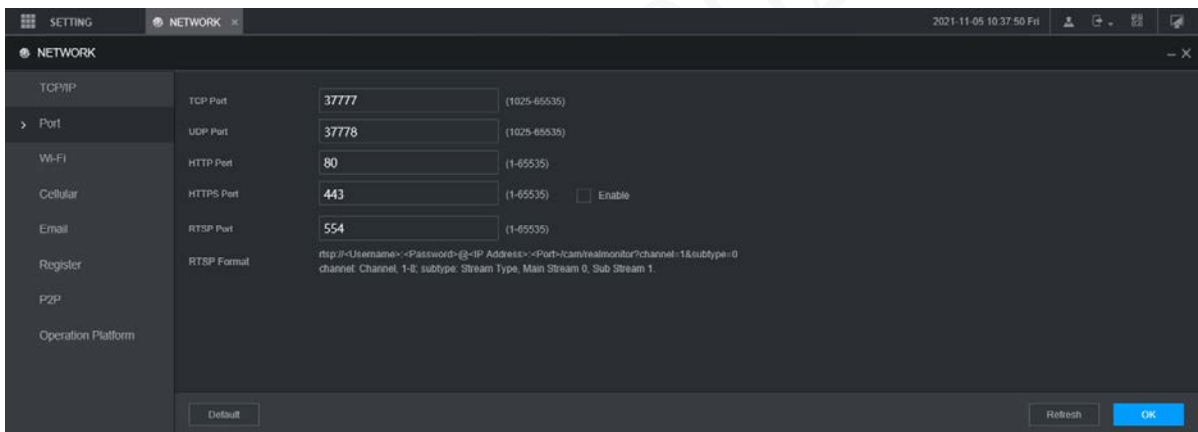 SETTING
NETWORK ×
2021-11-05 10:37:50 Fri
NETWORK
TCP/IP
Port
Wi-Fi
Cellular
Email
Register
P2P
Operation Platform
TCP Port 37777 (1025-65535)
UDP Port 37778 (1025-65535)
HTTP Port 80 (1-65535)
HTTPS Port 443 (1-65535) Enable
RTSP Port 554 (1-65535)
RTSP Format rtsp://<Username>:<Password>@<IP Address>:<Port>/cam/realmonitor?channel=1&subtype=0
channel: Channel, 1-8; subtype: Stream Type, Main Stream 0, Sub Stream 1.
Default
Refresh
OK